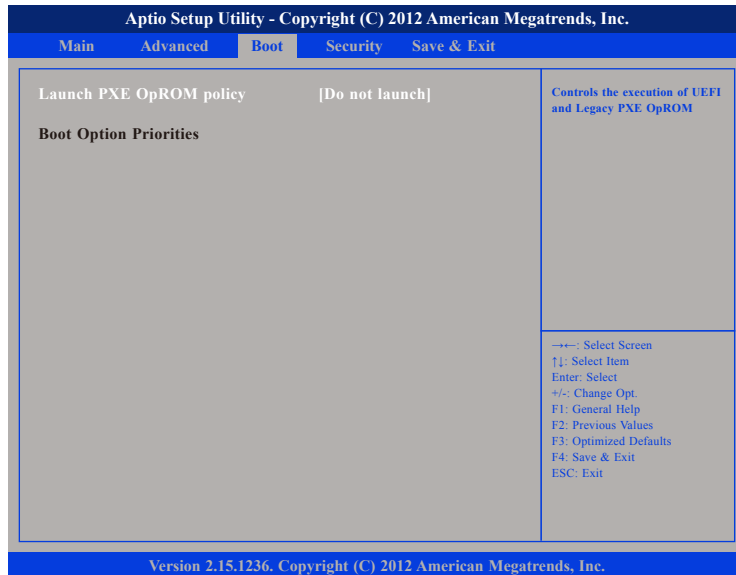 Aptio Setup Utility - Copyright (C) 2012 American Megatrends, Inc.
Main Advanced Boot Security Save & Exit
Launch PXE OpROM policy [Do not launch]
Boot Option Priorities
Controls the execution of UEFI
and Legacy PXE OpROM
→←: Select Screen
↑↓: Select Item
Enter: Select
+/-: Change Opt.
F1: General Help
F2: Previous Values
F3: Optimized Defaults
F4: Save & Exit
ESC: Exit
Version 2.15.1236. Copyright (C) 2012 American Megatrends, Inc.